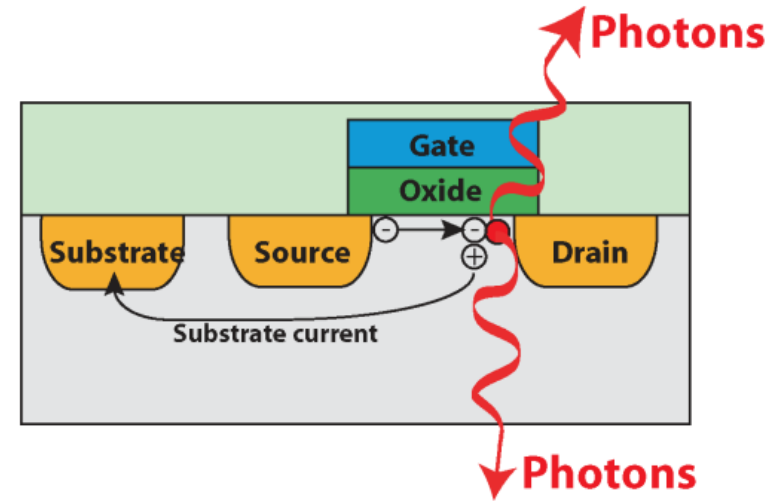 Photons
Gate
Oxide
-
-
+
Substrate
Source
Drain
Substrate current
Photons